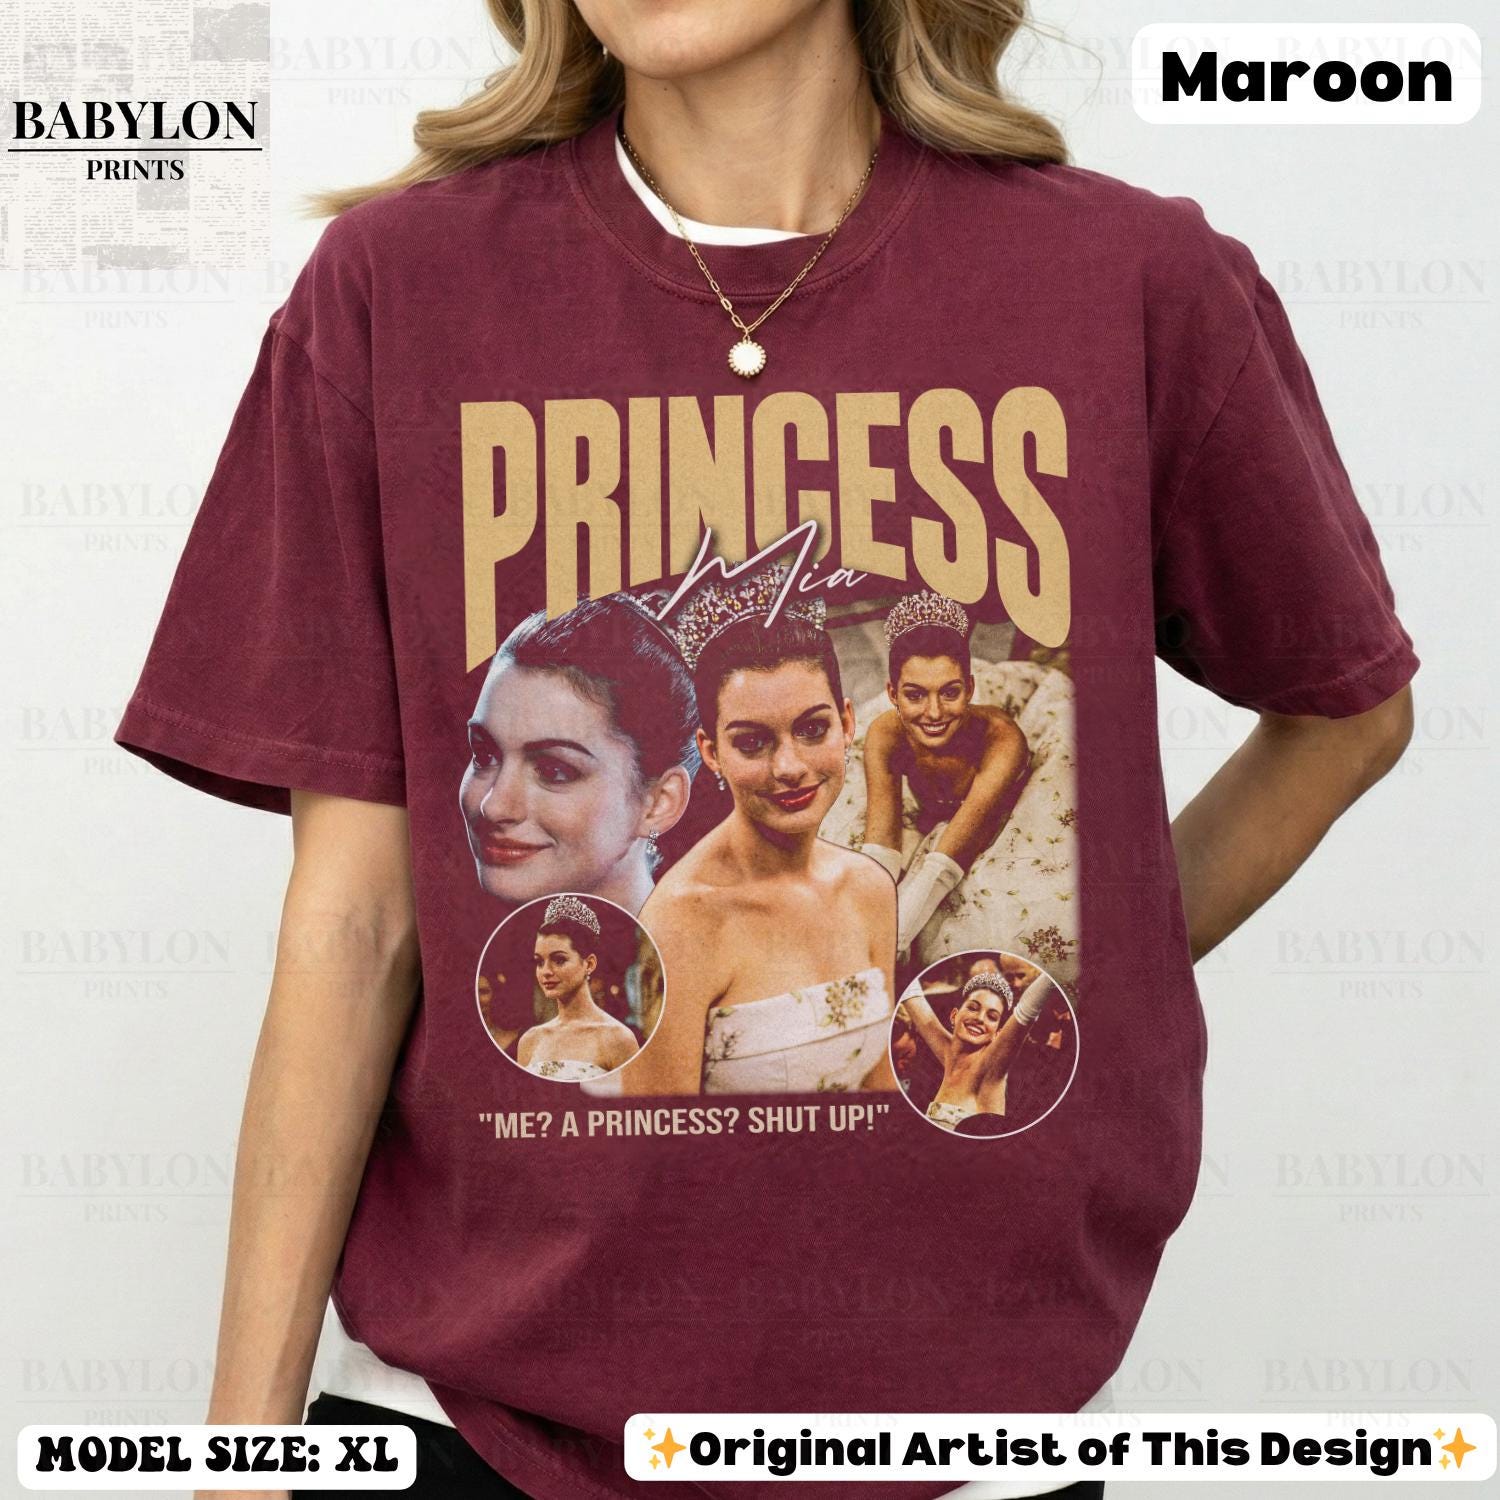 BABYLON
PRINTS
Maroon
PRINCESS
Mia
"ME? A PRINCESS? SHUT UP!"
MODEL SIZE: XL
✨Original Artist of This Design✨